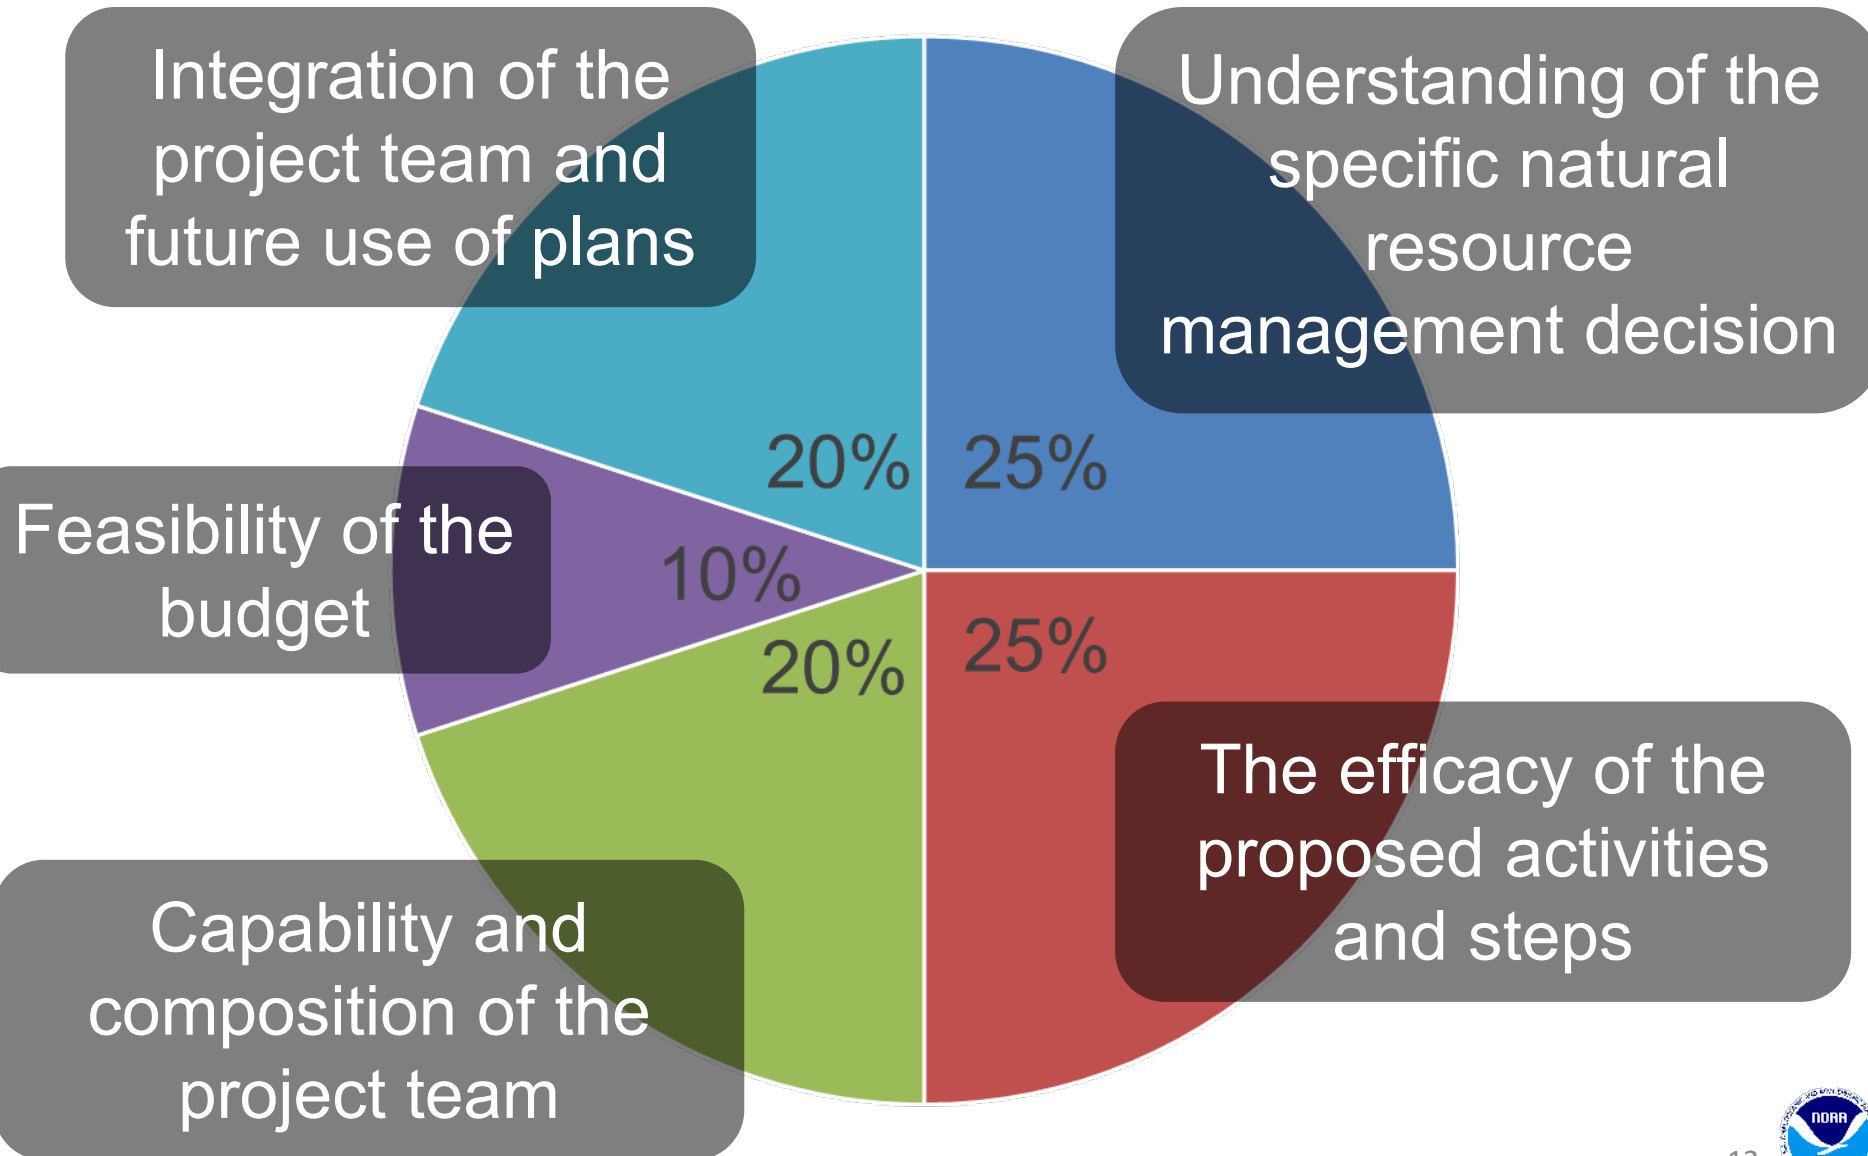 Integration of the
project team and
future use of plans
Understanding of the
specific natural
resource
management decision
20%
25%
Feasibility of the
budget
10%
20%
25%
The efficacy of the
proposed activities
and steps
Capability and
composition of the
project team
NOAA